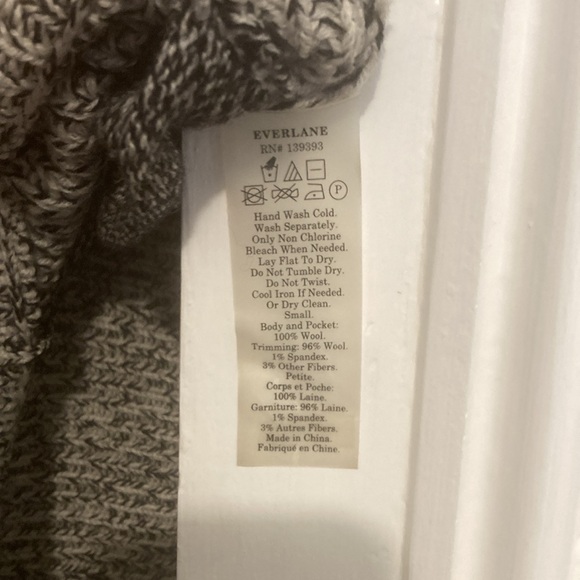 EVERLANE
RN# 139393
P
Hand Wash Cold.
Wash Separately.
Only Non Chlorine
Bleach When Needed.
Lay Flat To Dry.
Do Not Tumble Dry.
Do Not Twist.
Cool Iron If Needed.
Or Dry Clean.
Small.
Body and Pocket:
100% Wool.
Trimming: 96% Wool.
1% Spandex.
3% Other Fibers.
Petite.
Corps et Poche:
100% Laine.
Garniture: 96% Laine.
1% Spandex.
3% Autres Fibers.
Made in China.
Fabriqué en Chine.